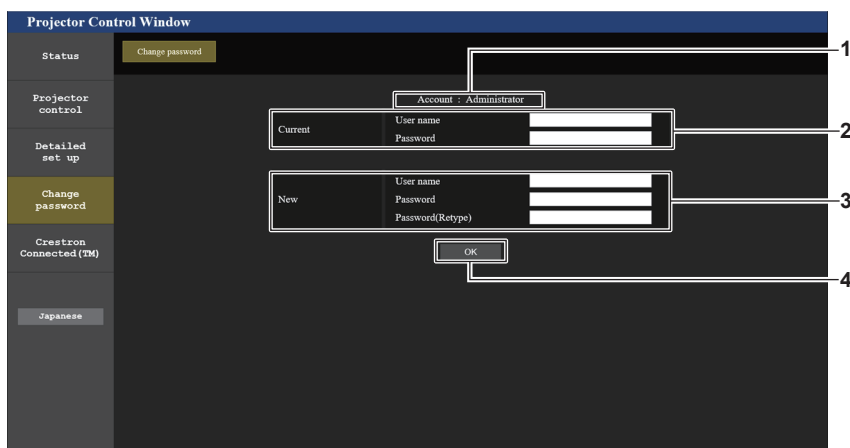 Projector Control Window
Status
Change password
1
Projector
control
Account : Administrator
Current
User name
Password
2
Detailed
set up
Change
password
New
User name
Password
Password(Retype)
3
Crestron
Connected(TM)
OK
4
Japanese